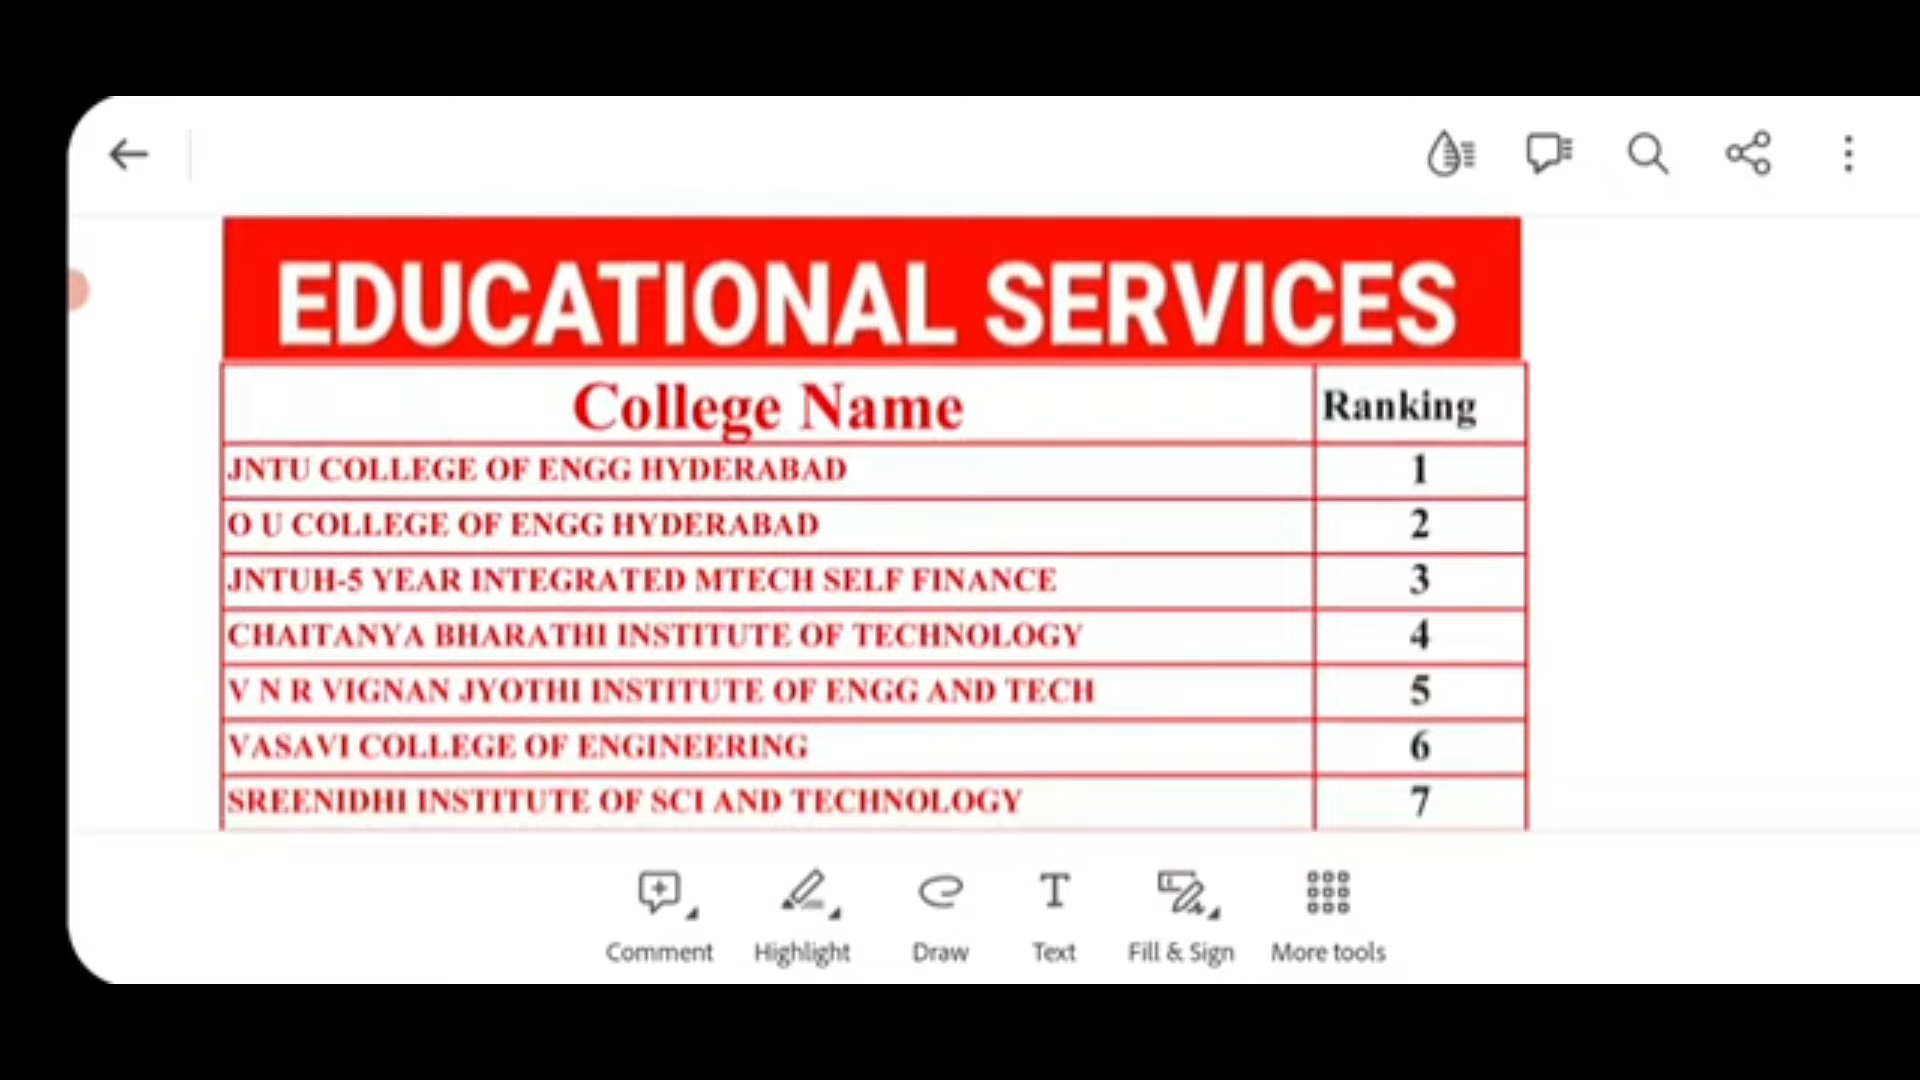 EDUCATIONAL SERVICES
College Name Ranking
JNTU COLLEGE OF ENGG HYDERABAD 1
O U COLLEGE OF ENGG HYDERABAD 2
JNTUH-5 YEAR INTEGRATED MTECH SELF FINANCE 3
CHAITANYA BHARATHI INSTITUTE OF TECHNOLOGY 4
V N R VIGNAN JYOTHI INSTITUTE OF ENGG AND TECH 5
VASAVI COLLEGE OF ENGINEERING 6
SREENIDHI INSTITUTE OF SCI AND TECHNOLOGY 7
Comment Highlight Draw Text Fill & Sign More tools